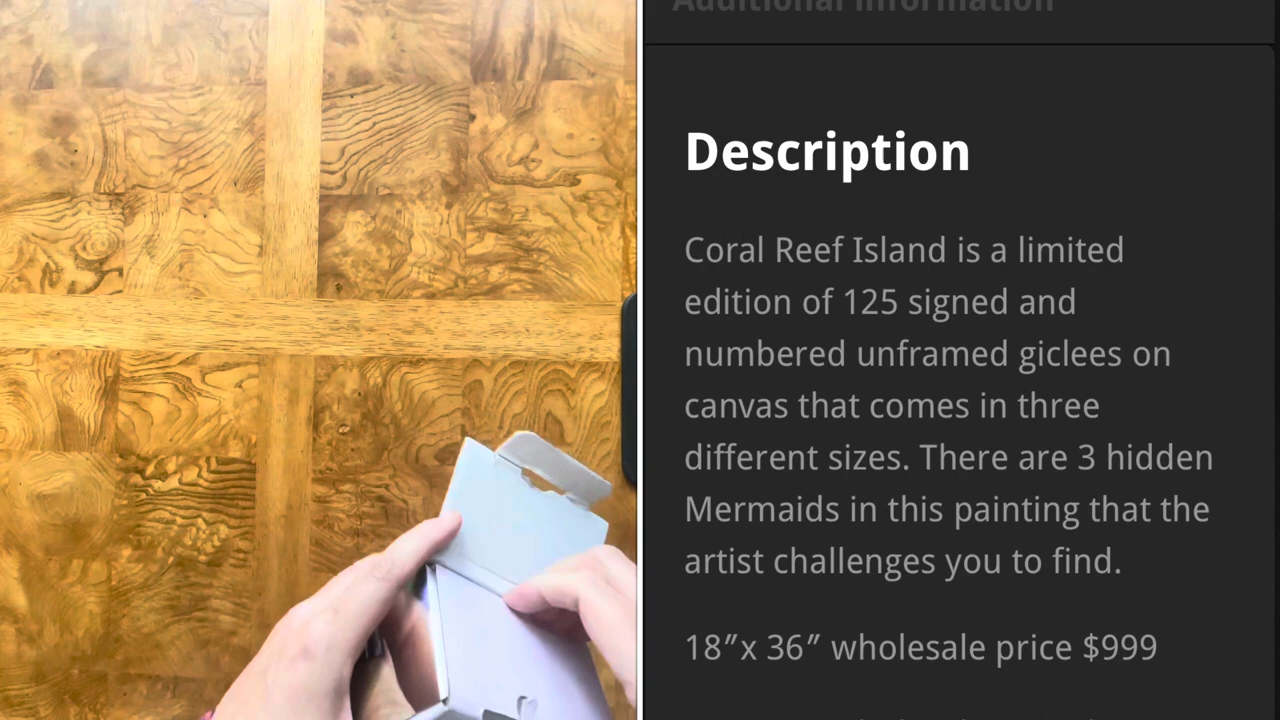 Additional Information
Description
Coral Reef Island is a limited
edition of 125 signed and
numbered unframed giclees on
canvas that comes in three
different sizes. There are 3 hidden
Mermaids in this painting that the
artist challenges you to find.
18″x 36″ wholesale price $999